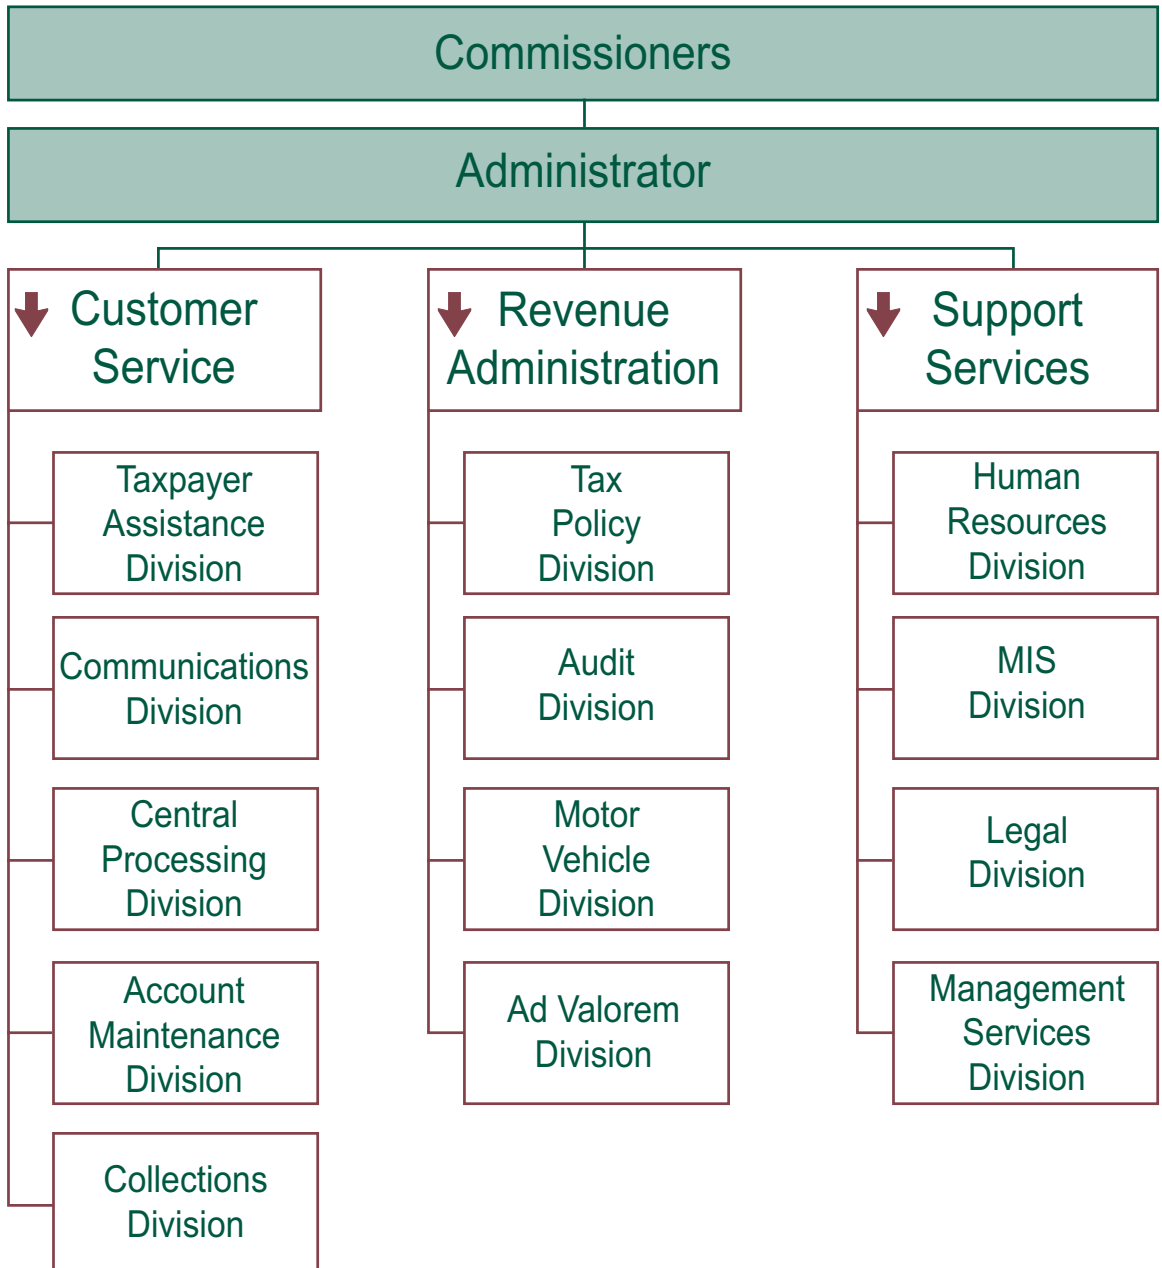 Commissioners
Administrator
Customer
Service
Taxpayer
Assistance
Division
Communications
Division
Central
Processing
Division
Account
Maintenance
Division
Collections
Division
Revenue
Administration
Tax
Policy
Division
Audit
Division
Motor
Vehicle
Division
Ad Valorem
Division
Support
Services
Human
Resources
Division
MIS
Division
Legal
Division
Management
Services
Division